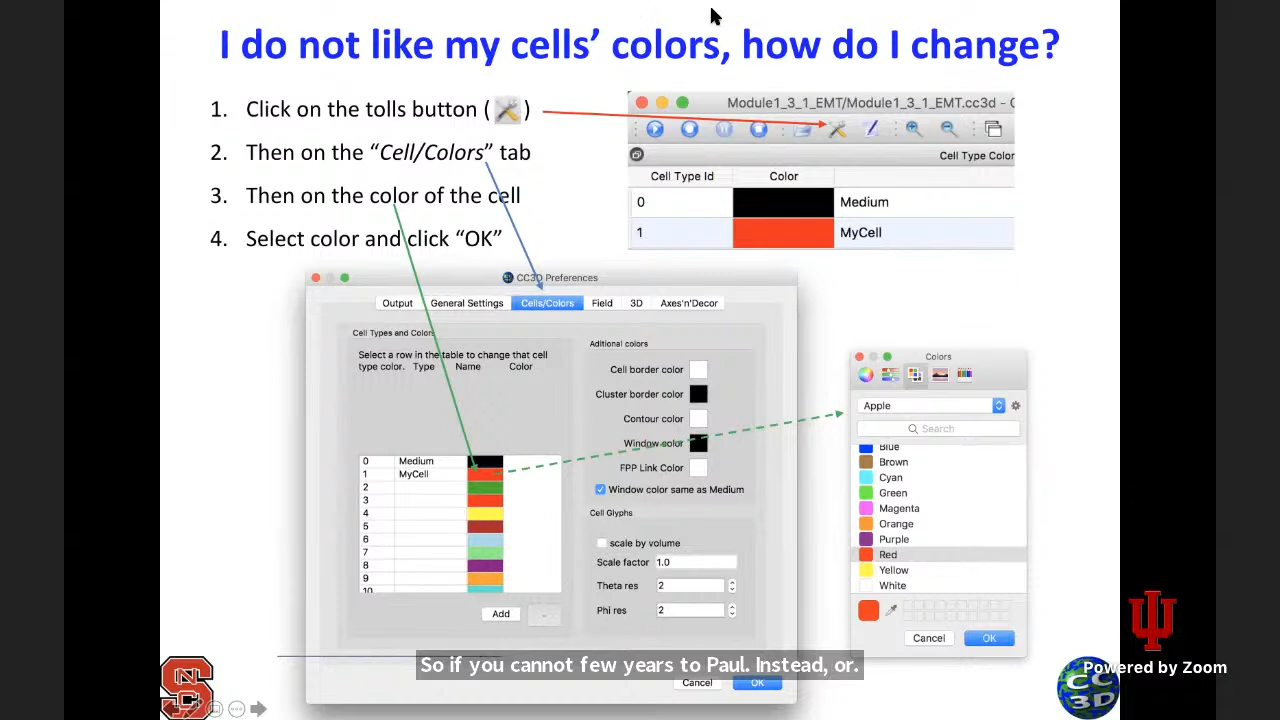 I do not like my cells’ colors, how do I change?
1. Click on the tolls button ( )
2. Then on the “Cell/Colors” tab
3. Then on the color of the cell
4. Select color and click “OK”
Module1_3_1_EMT/Module1_3_1_EMT.cc3d - C
Cell Type Color
Cell Type Id Color
0 Medium
1 MyCell
CC3D Preferences
Output General Settings Cells/Colors Field 3D Axes'n'Decor
Cell Types and Colors
Select a row in the table to change that cell
type color. Type Name Color
0 Medium
1 MyCell
2
3
4
5
6
7
8
9
10
Add -
Aditional colors
Cell border color
Cluster border color
Contour color
Window color
FPP Link Color
Window color same as Medium
Cell Glyphs
scale by volume
Scale factor 1.0
Theta res 2
Phi res 2
Cancel OK
Colors
Apple
Search
Blue
Brown
Cyan
Green
Magenta
Orange
Purple
Red
Yellow
White
Cancel OK
So if you cannot few years to Paul. Instead, or.
Powered by Zoom
CC
3D